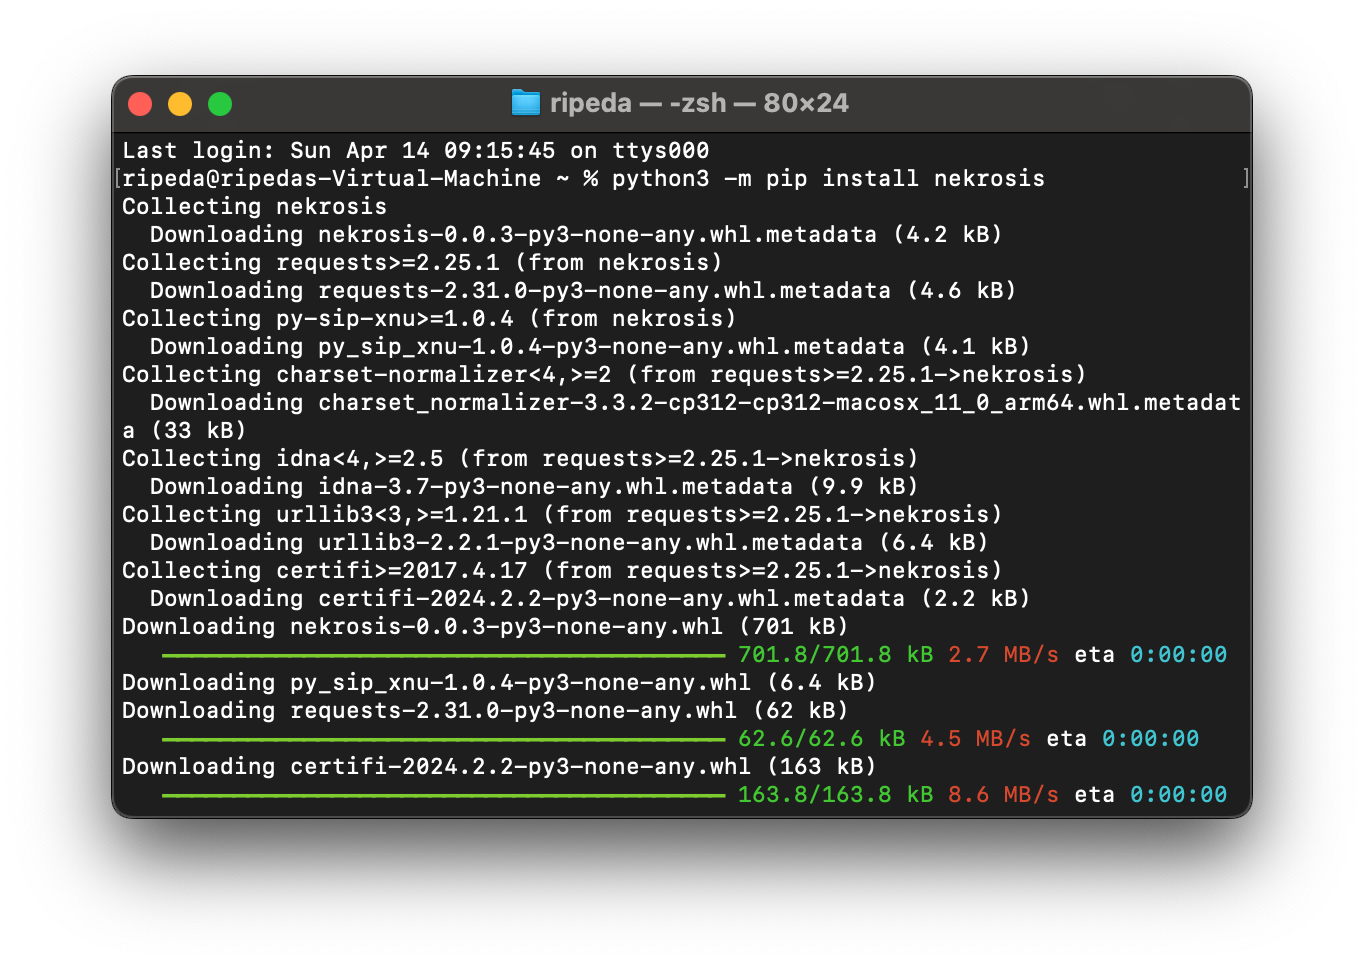 ripeda — -zsh — 80×24
Last login: Sun Apr 14 09:15:45 on ttys000
[ripeda@ripedas-Virtual-Machine ~ % python3 -m pip install nekrosis ]
Collecting nekrosis
  Downloading nekrosis-0.0.3-py3-none-any.whl.metadata (4.2 kB)
Collecting requests>=2.25.1 (from nekrosis)
  Downloading requests-2.31.0-py3-none-any.whl.metadata (4.6 kB)
Collecting py-sip-xnu>=1.0.4 (from nekrosis)
  Downloading py_sip_xnu-1.0.4-py3-none-any.whl.metadata (4.1 kB)
Collecting charset-normalizer<4,>=2 (from requests>=2.25.1->nekrosis)
  Downloading charset_normalizer-3.3.2-cp312-cp312-macosx_11_0_arm64.whl.metadat
a (33 kB)
Collecting idna<4,>=2.5 (from requests>=2.25.1->nekrosis)
  Downloading idna-3.7-py3-none-any.whl.metadata (9.9 kB)
Collecting urllib3<3,>=1.21.1 (from requests>=2.25.1->nekrosis)
  Downloading urllib3-2.2.1-py3-none-any.whl.metadata (6.4 kB)
Collecting certifi>=2017.4.17 (from requests>=2.25.1->nekrosis)
  Downloading certifi-2024.2.2-py3-none-any.whl.metadata (2.2 kB)
Downloading nekrosis-0.0.3-py3-none-any.whl (701 kB)
701.8/701.8 kB 2.7 MB/s eta 0:00:00
Downloading py_sip_xnu-1.0.4-py3-none-any.whl (6.4 kB)
Downloading requests-2.31.0-py3-none-any.whl (62 kB)
62.6/62.6 kB 4.5 MB/s eta 0:00:00
Downloading certifi-2024.2.2-py3-none-any.whl (163 kB)
163.8/163.8 kB 8.6 MB/s eta 0:00:00